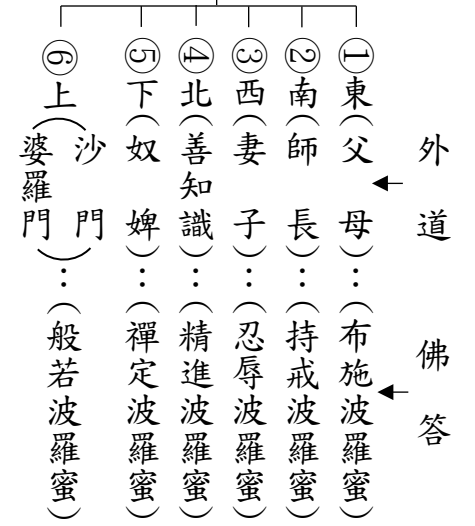 外道 佛答
①東(父母):(布施波羅蜜)
②南(師長):(持戒波羅蜜)
③西(妻子):(忍辱波羅蜜)
④北(善知識):(精進波羅蜜)
⑤下(奴婢):(禪定波羅蜜)
⑥上(沙門婆羅門):(般若波羅蜜)